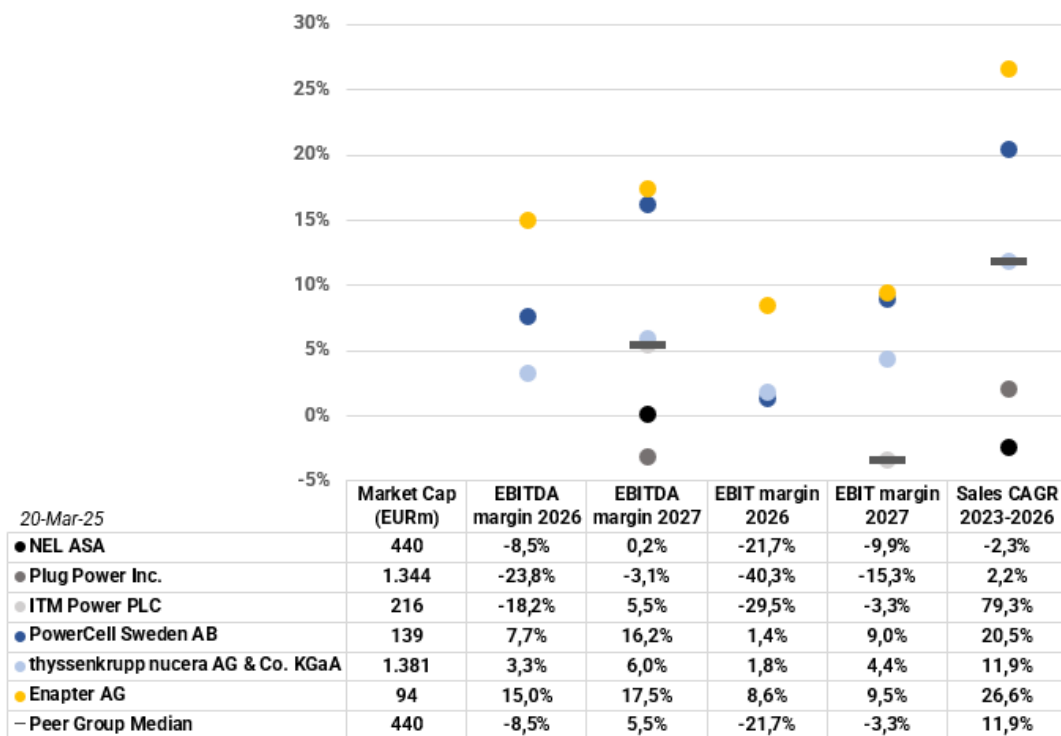 30%
25%
20%
15%
10%
5%
0%
-5%
20-Mar-25 Market Cap (EURm) EBITDA margin 2026 EBITDA margin 2027 EBIT margin 2026 EBIT margin 2027 Sales CAGR 2023-2026
NEL ASA 440 -8,5% 0,2% -21,7% -9,9% -2,3%
Plug Power Inc. 1.344 -23,8% -3,1% -40,3% -15,3% 2,2%
ITM Power PLC 216 -18,2% 5,5% -29,5% -3,3% 79,3%
PowerCell Sweden AB 139 7,7% 16,2% 1,4% 9,0% 20,5%
thyssenkrupp nucera AG & Co. KGaA 1.381 3,3% 6,0% 1,8% 4,4% 11,9%
Enapter AG 94 15,0% 17,5% 8,6% 9,5% 26,6%
Peer Group Median 440 -8,5% 5,5% -21,7% -3,3% 11,9%